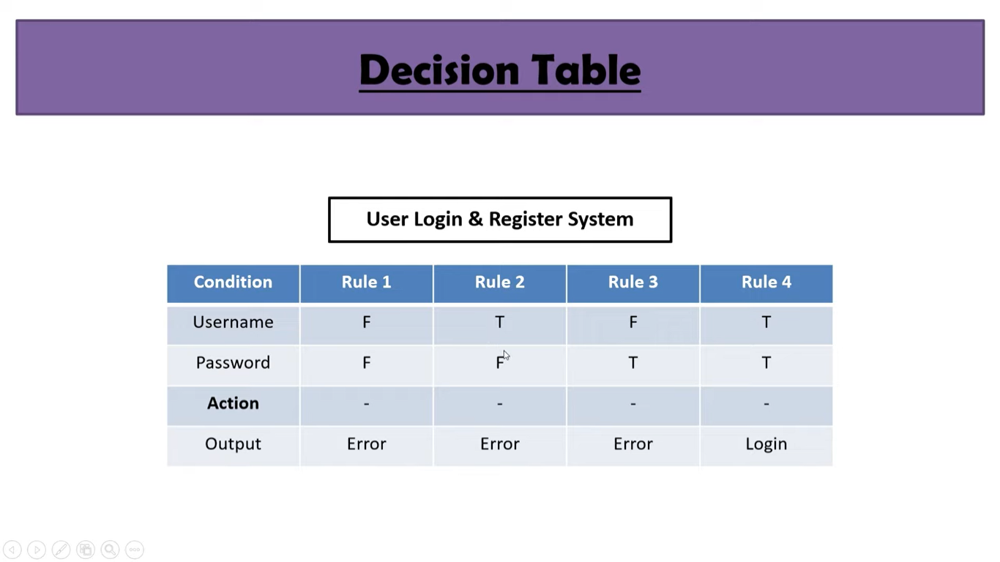 Decision Table
User Login & Register System
Condition Rule 1 Rule 2 Rule 3 Rule 4
Username F T F T
Password F F T T
Action - - - -
Output Error Error Error Login